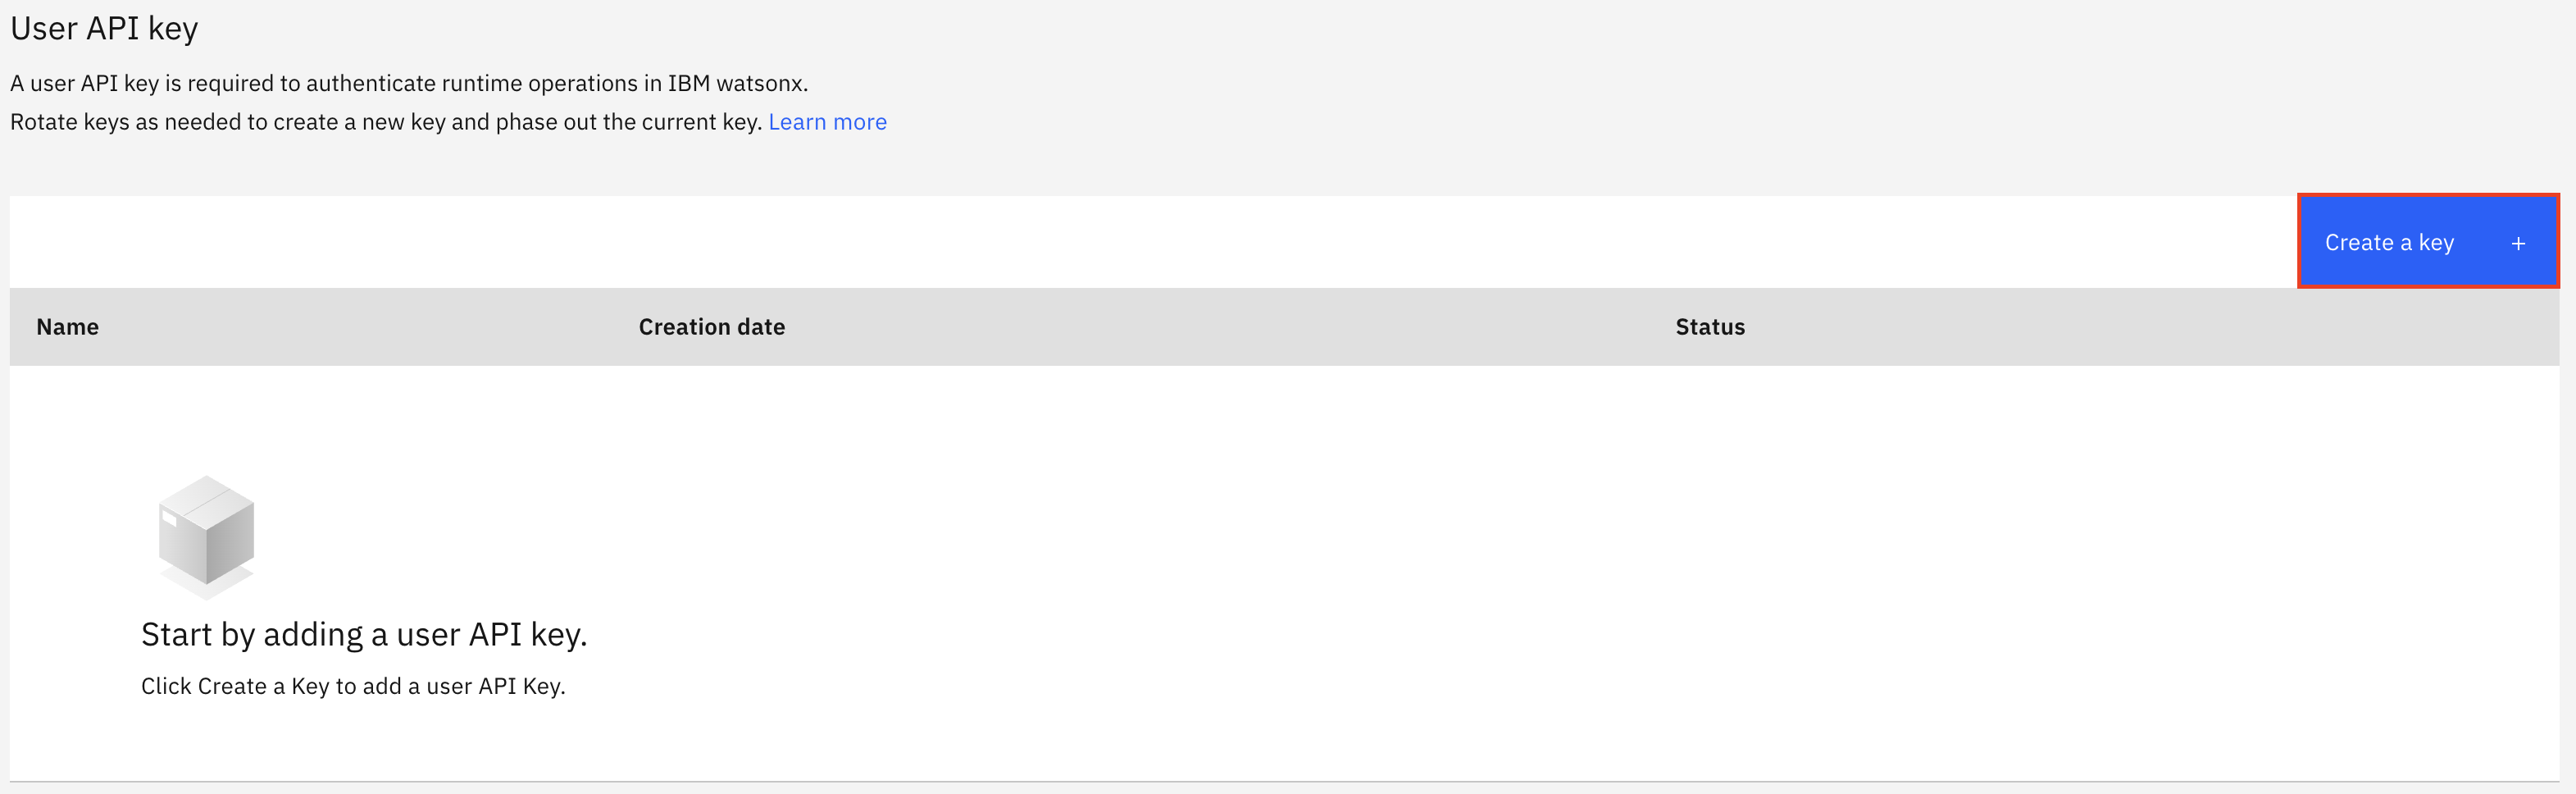 User API key
A user API key is required to authenticate runtime operations in IBM watsonx.
Rotate keys as needed to create a new key and phase out the current key. Learn more
Create a key +
Name Creation date Status
Start by adding a user API key.
Click Create a Key to add a user API Key.